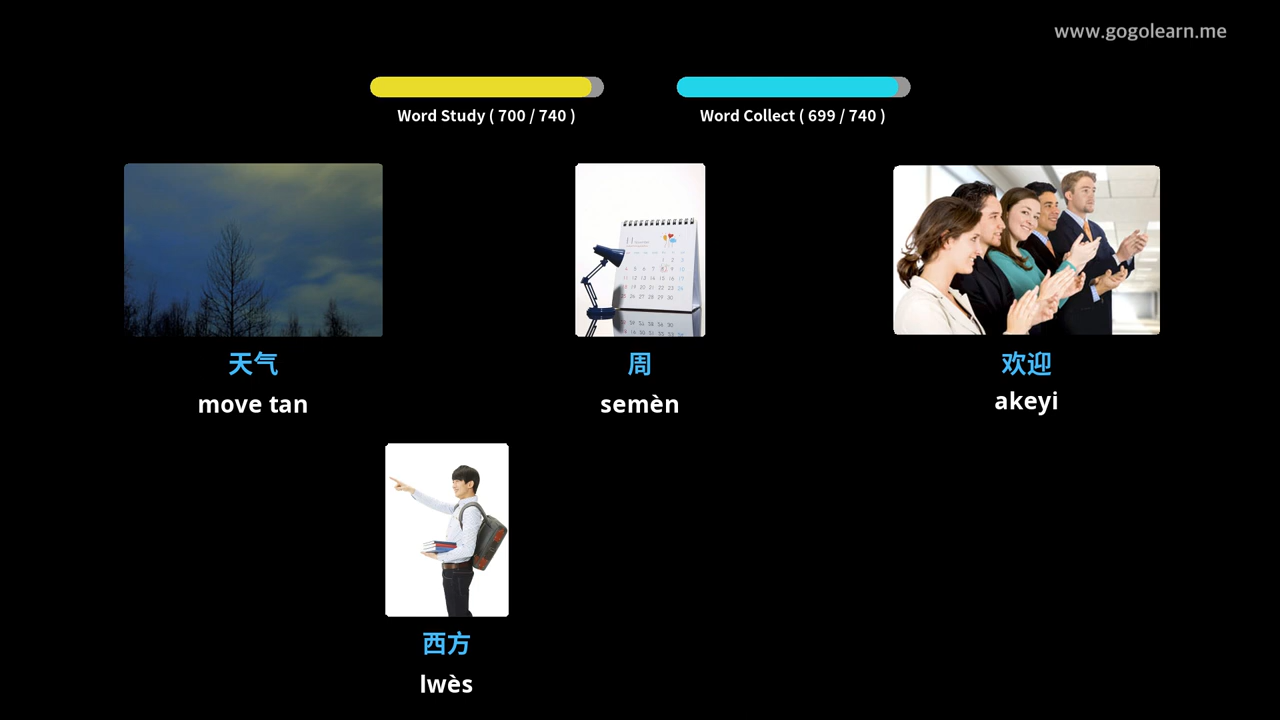 www.gogolearn.me
Word Study ( 700 / 740 )
Word Collect ( 699 / 740 )
天气
move tan
周
semèn
欢迎
akeyi
西方
lwès